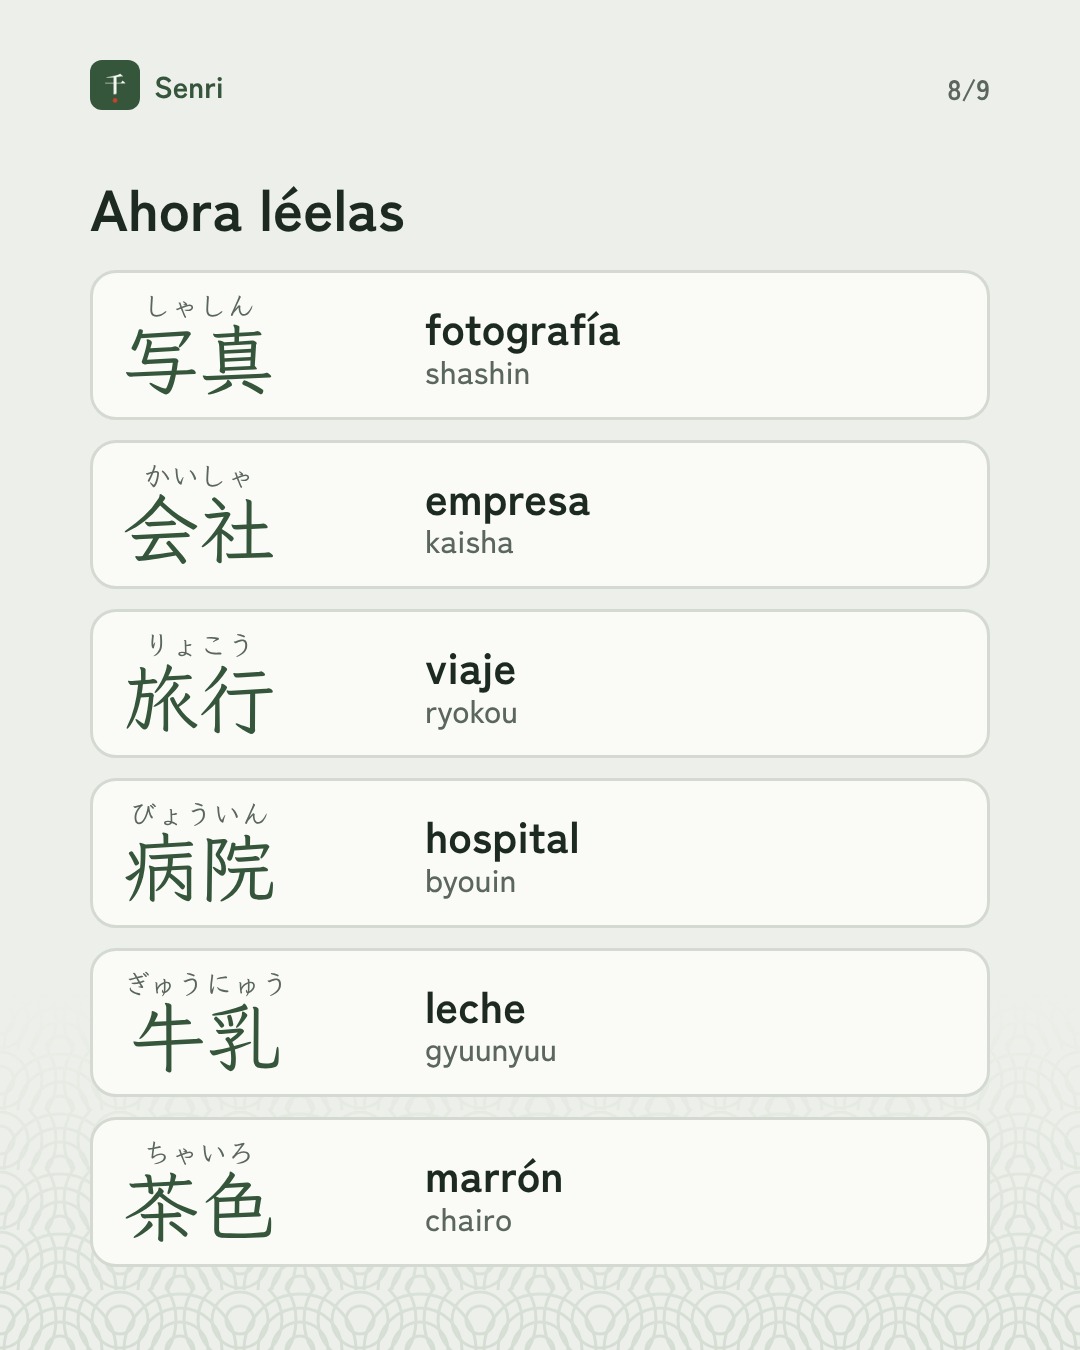 千
Senri
8/9
Ahora léelas
しゃしん
写真
fotografía
shashin
かいしゃ
会社
empresa
kaisha
りょこう
旅行
viaje
ryokou
びょういん
病院
hospital
byouin
ぎゅうにゅう
牛乳
leche
gyuunyuu
ちゃいろ
茶色
marrón
chairo